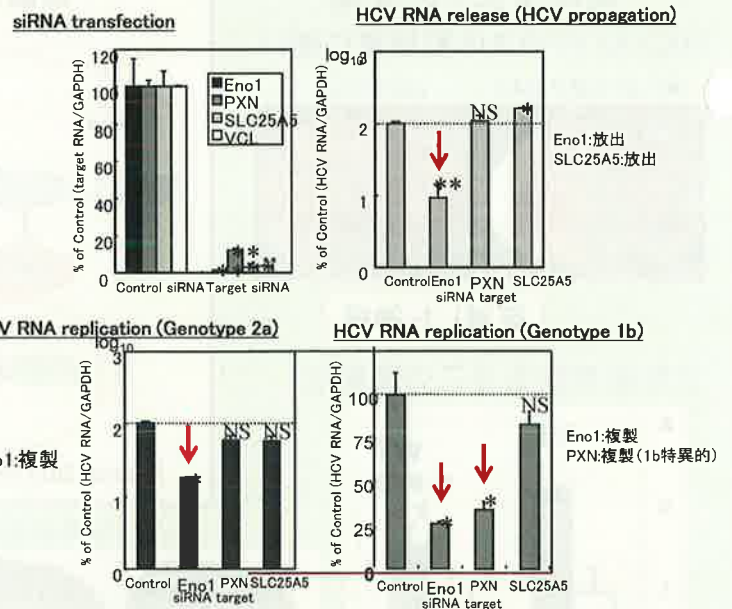 siRNA transfection
% of Control (target RNA/GAPDH)
120
100
80
60
40
20
0
Eno1
PXN
SLC25A5
VCL
**
*
**
Control siRNA Target siRNA
HCV RNA release (HCV propagation)
% of Control (HCV RNA/GAPDH)
log10
3
2
1
0
**
NS
*
Control Eno1 PXN SLC25A5
siRNA target
Eno1:放出
SLC25A5:放出
V RNA replication (Genotype 2a)
% of Control (HCV RNA/GAPDH)
log10
3
2
1
0
*
NS
NS
Control Eno1 PXN SLC25A5
siRNA target
o1:複製
HCV RNA replication (Genotype 1b)
% of Control (HCV RNA/GAPDH)
100
75
50
25
0
*
*
NS
Control Eno1 PXN SLC25A5
siRNA target
Eno1:複製
PXN:複製(1b特異的)